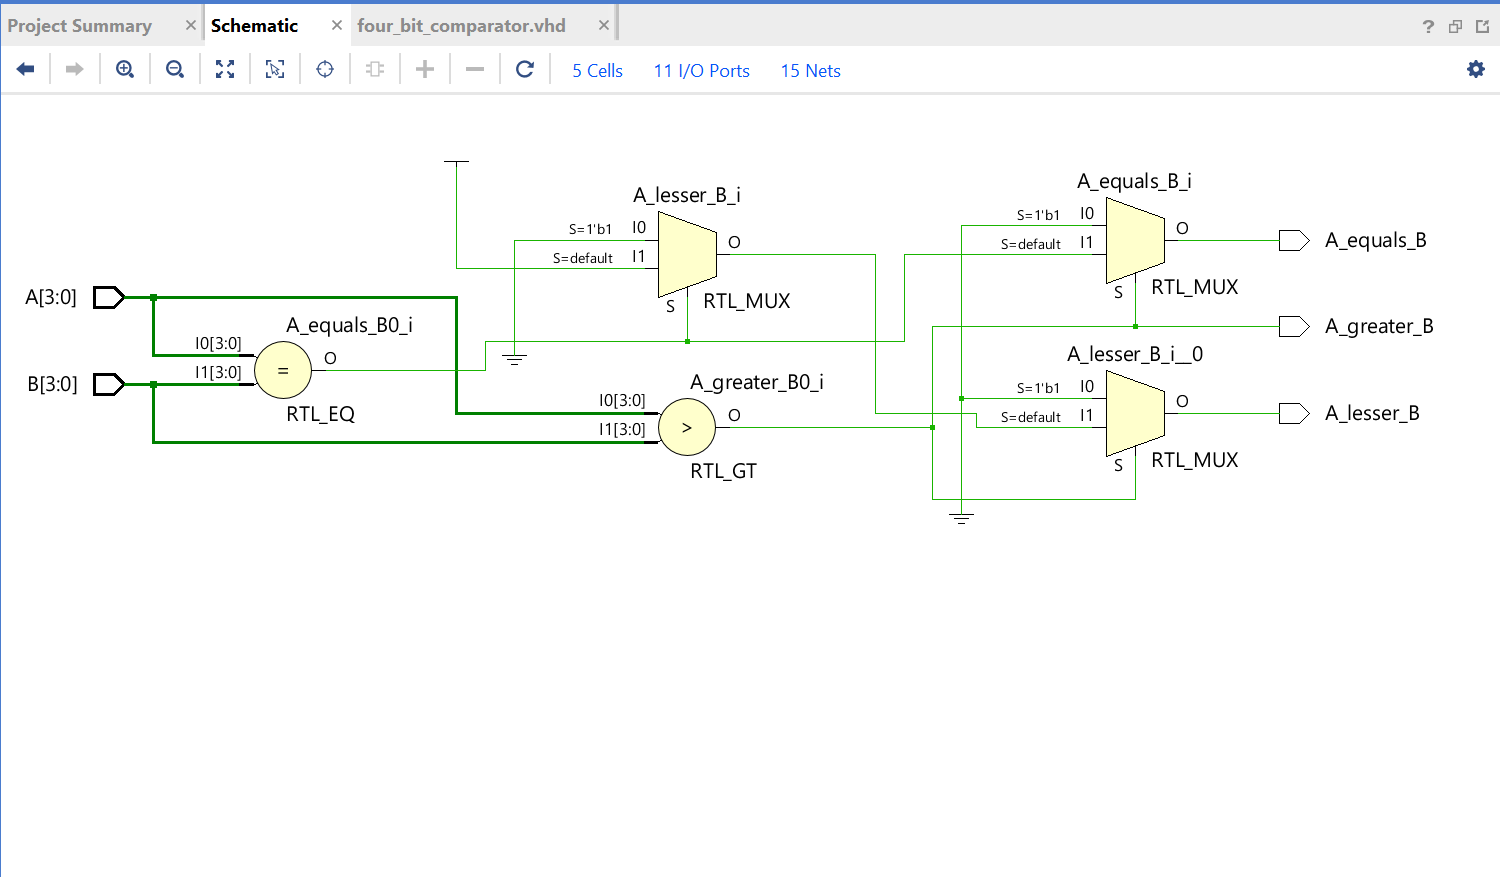 Project Summary × Schematic × four_bit_comparator.vhd × ?
5 Cells 11 I/O Ports 15 Nets
A_lesser_B_i
S=1'b1 I0
S=default I1
O
S
RTL_MUX
A_equals_B_i
S=1'b1 I0
S=default I1
O
S
RTL_MUX
A_equals_B
A[3:0]
A_equals_B0_i
I0[3:0]
I1[3:0]
=
O
RTL_EQ
B[3:0]
A_greater_B
A_greater_B0_i
I0[3:0]
I1[3:0]
>
O
RTL_GT
A_lesser_B_i__0
S=1'b1 I0
S=default I1
O
S
RTL_MUX
A_lesser_B